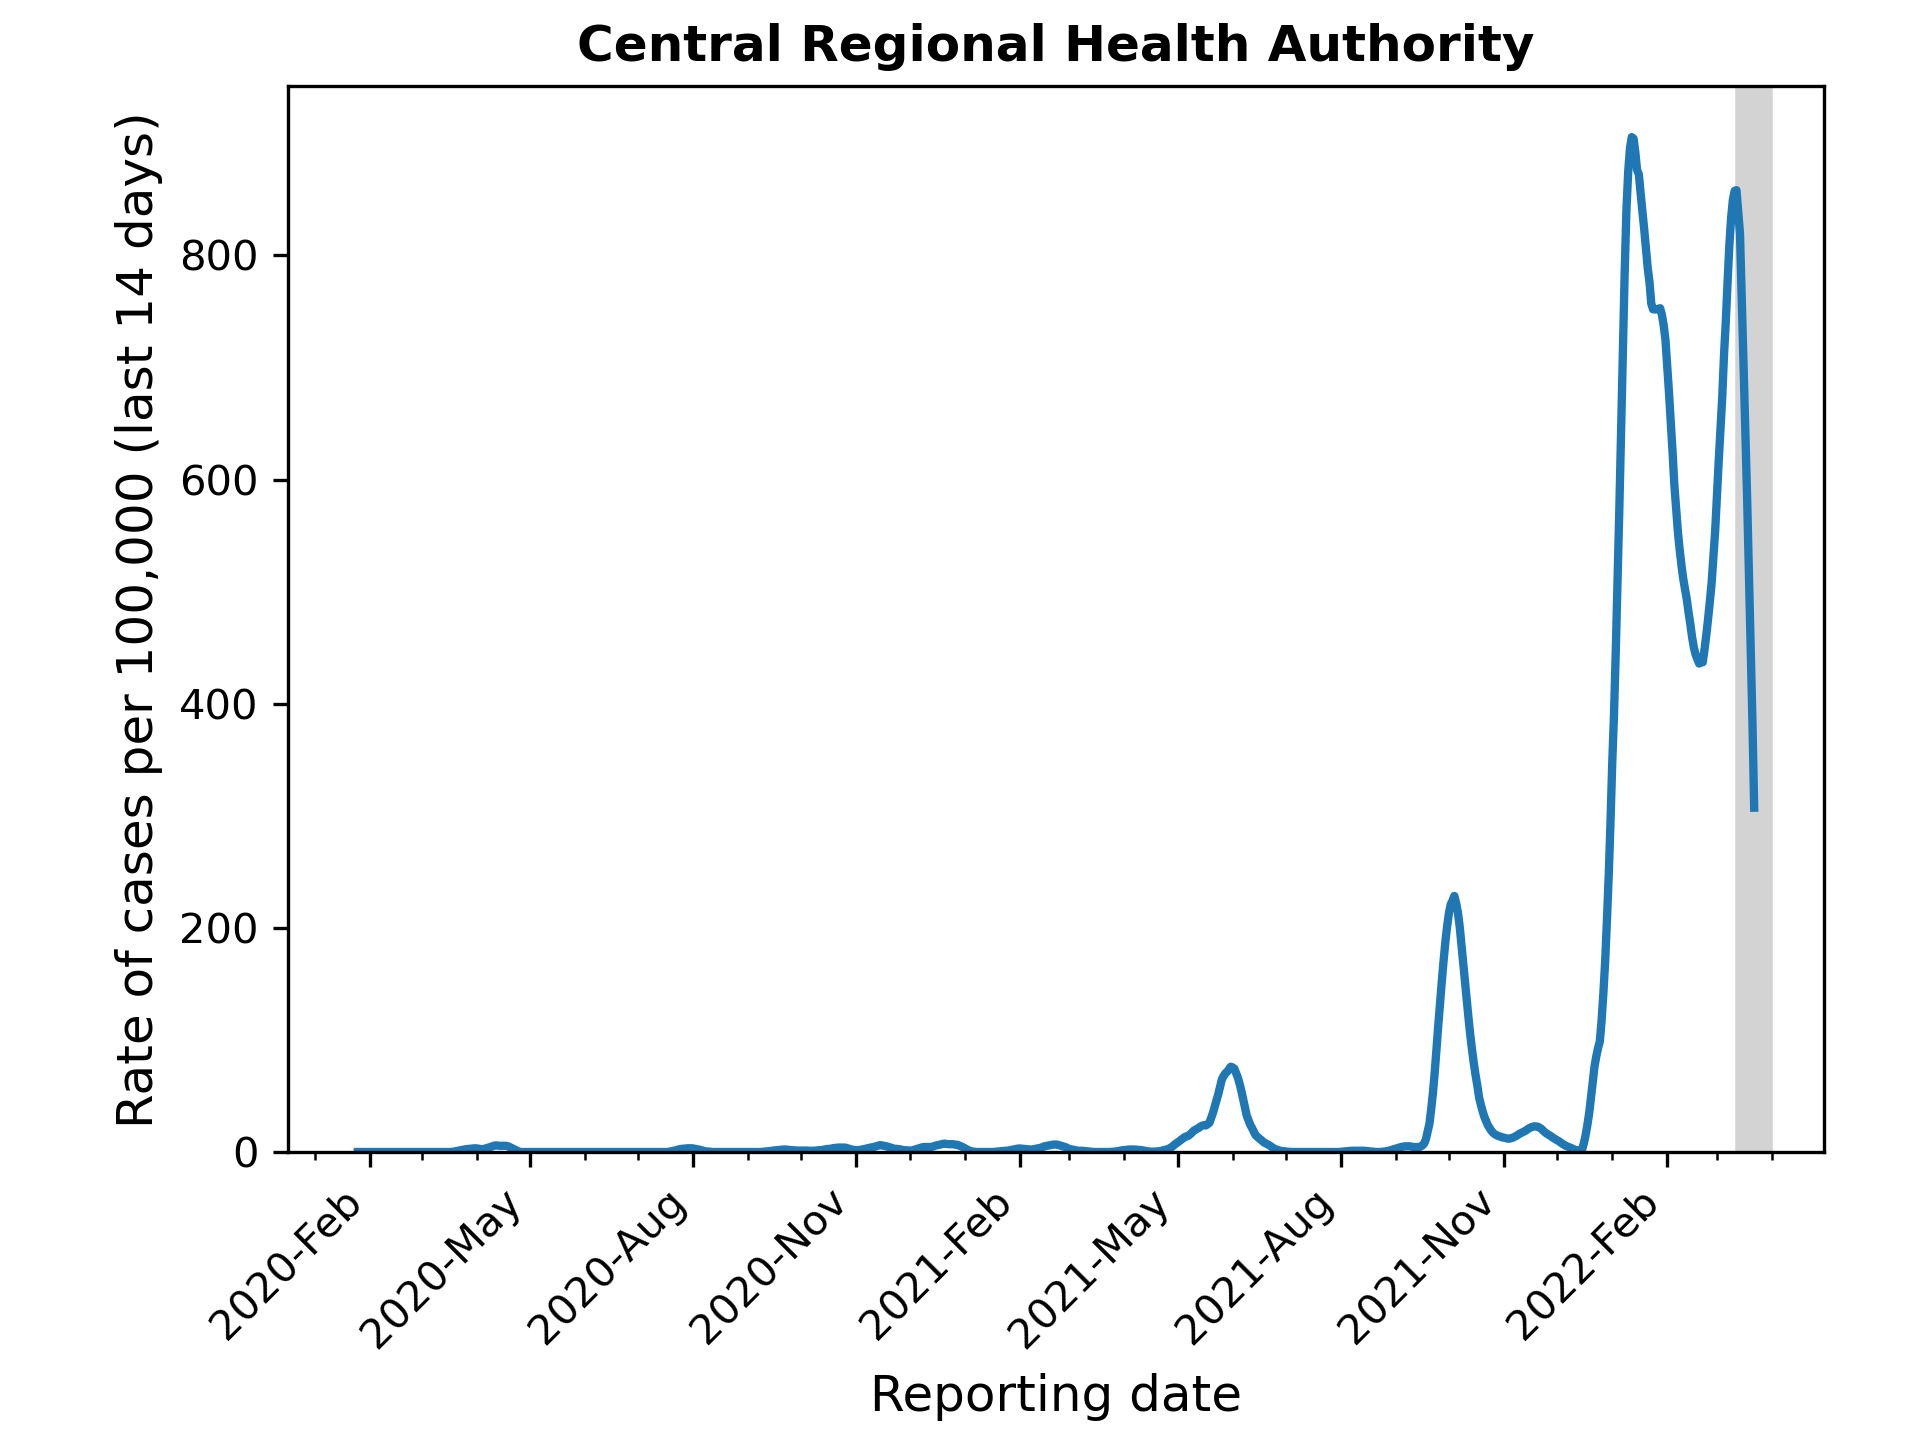 Central Regional Health Authority
Rate of cases per 100,000 (last 14 days)
800
600
400
200
0
2020-Feb
2020-May
2020-Aug
2020-Nov
2021-Feb
2021-May
2021-Aug
2021-Nov
2022-Feb
Reporting date